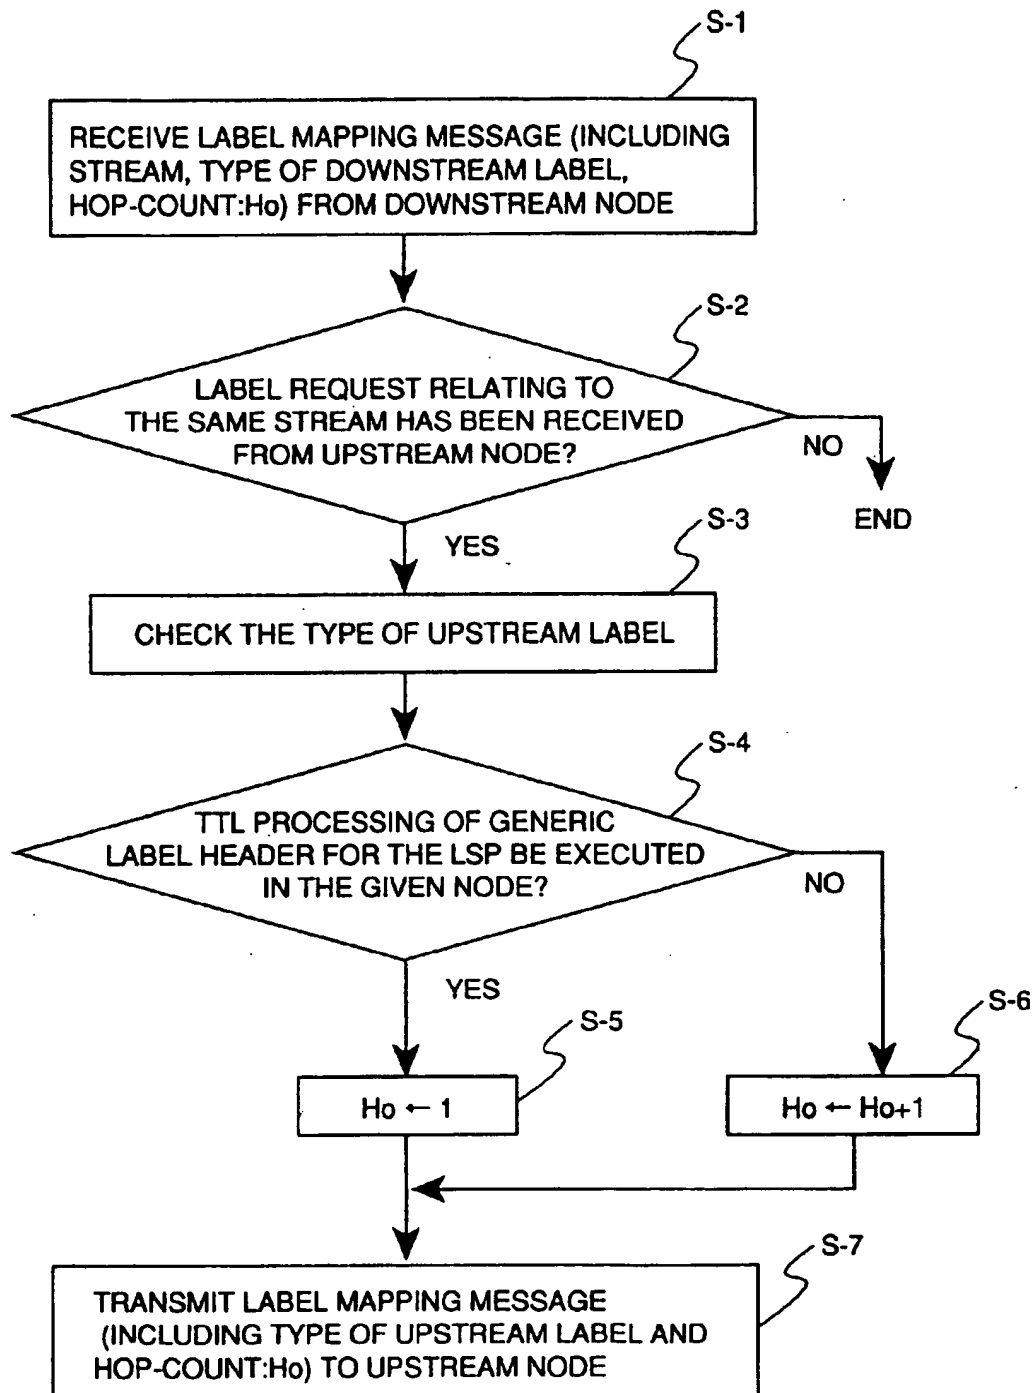 S-1
RECEIVE LABEL MAPPING MESSAGE (INCLUDING
STREAM, TYPE OF DOWNSTREAM LABEL,
HOP-COUNT:Ho) FROM DOWNSTREAM NODE
S-2
LABEL REQUEST RELATING TO
THE SAME STREAM HAS BEEN RECEIVED
FROM UPSTREAM NODE?
NO
END
YES
S-3
CHECK THE TYPE OF UPSTREAM LABEL
S-4
TTL PROCESSING OF GENERIC
LABEL HEADER FOR THE LSP BE EXECUTED
IN THE GIVEN NODE?
NO
YES
S-5
S-6
Ho ← 1
Ho ← Ho+1
S-7
TRANSMIT LABEL MAPPING MESSAGE
(INCLUDING TYPE OF UPSTREAM LABEL AND
HOP-COUNT:Ho) TO UPSTREAM NODE